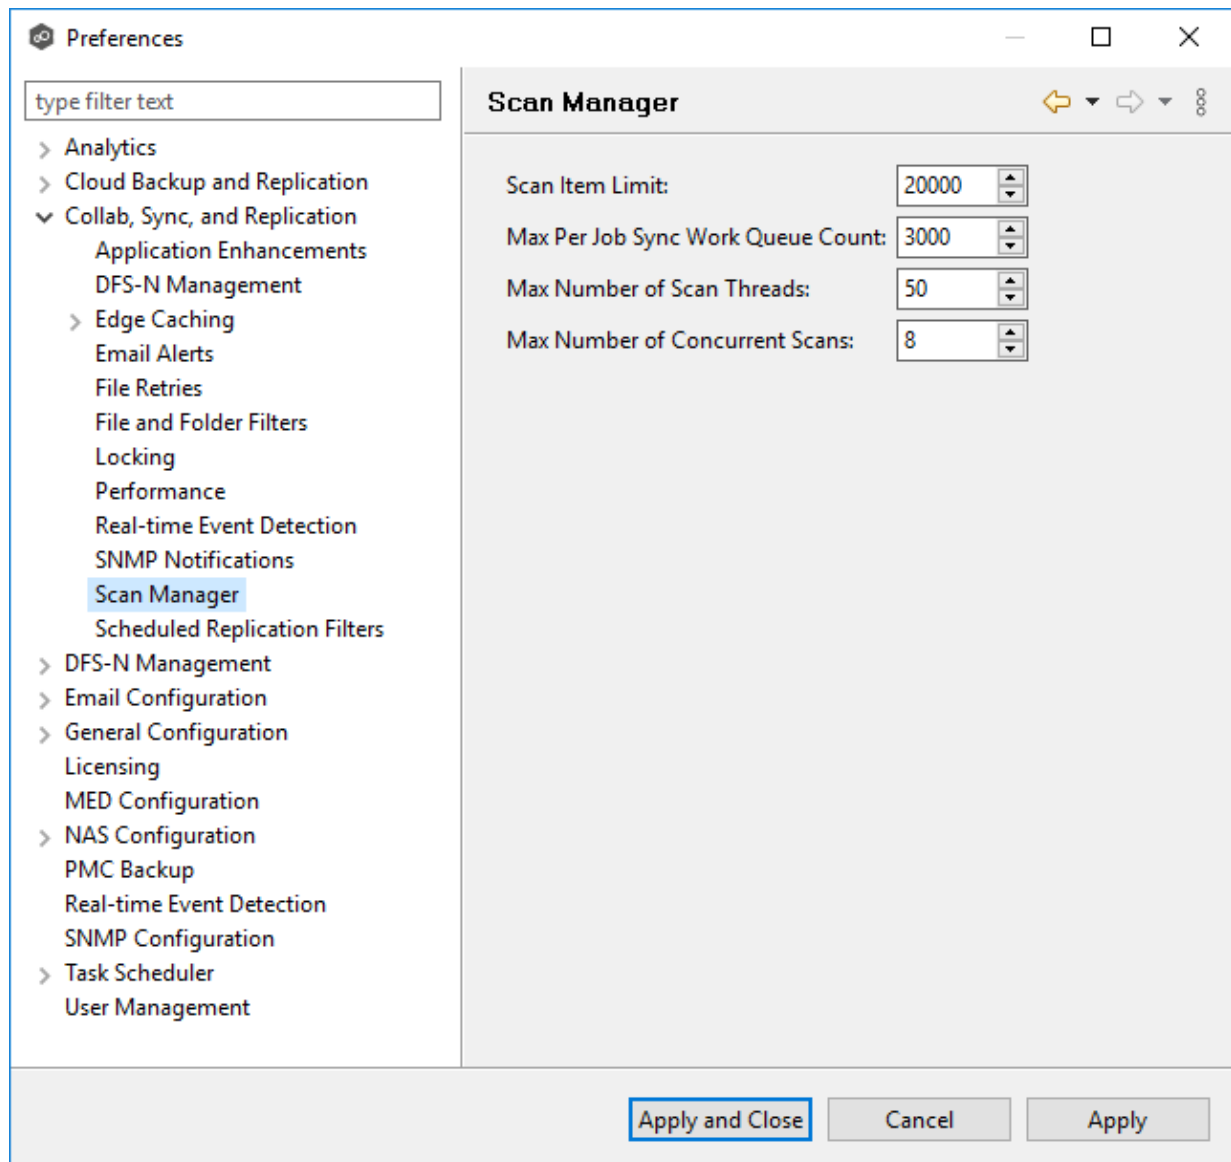 Preferences
type filter text
Analytics
Cloud Backup and Replication
Collab, Sync, and Replication
Application Enhancements
DFS-N Management
Edge Caching
Email Alerts
File Retries
File and Folder Filters
Locking
Performance
Real-time Event Detection
SNMP Notifications
Scan Manager
Scheduled Replication Filters
DFS-N Management
Email Configuration
General Configuration
Licensing
MED Configuration
NAS Configuration
PMC Backup
Real-time Event Detection
SNMP Configuration
Task Scheduler
User Management
Scan Manager
Scan Item Limit: 20000
Max Per Job Sync Work Queue Count: 3000
Max Number of Scan Threads: 50
Max Number of Concurrent Scans: 8
Apply and Close Cancel Apply